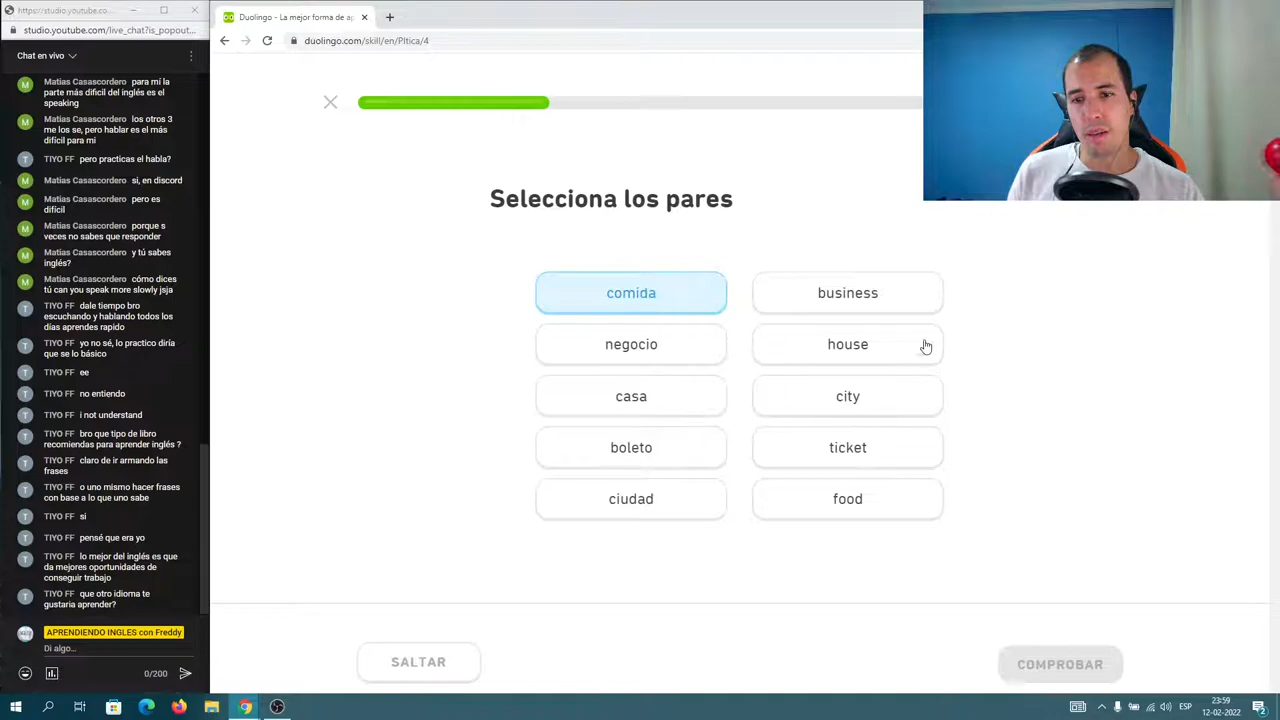 https://studio.youtube.co...
studio.youtube.com/live_chat?is_popout...
Chat en vivo
Matias Casascordero para mí la
parte más dificil del inglés es el
speaking
Matias Casascordero los otros 3
me los se, pero hablar es el más
difícil para mi
TIYO FF pero practicas el habla?
Matias Casascordero si, en discord
Matias Casascordero pero es
difícil
Matias Casascordero porque s
veces no sabes que responder
Matias Casascordero y tú sabes
inglés?
Matias Casascordero cómo dices
tú can you speak more slowly jsja
TIYO FF dale tiempo bro
escuchando y hablando todos los
días aprendes rapido
TIYO FF yo no sé, lo practico diría
que se lo básico
TIYO FF ee
TIYO FF no entiendo
TIYO FF i not understand
TIYO FF bro que tipo de libro
recomiendas para aprender inglés ?
TIYO FF claro de ir armando las
frases
TIYO FF o uno mismo hacer frases
con base a lo que uno sabe
TIYO FF si
TIYO FF pensé que era yo
TIYO FF lo mejor del inglés es que
da mejores oportunidades de
conseguir trabajo
TIYO FF que otro idioma te
gustaria aprender?
APRENDIENDO INGLES con Freddy
Di algo...
0/200
Duolingo - La mejor forma de ap
duolingo.com/skill/en/Pltica/4
Selecciona los pares
comida business
negocio house
casa city
boleto ticket
ciudad food
SALTAR COMPROBAR
ESP
23:59
12-02-2022
2